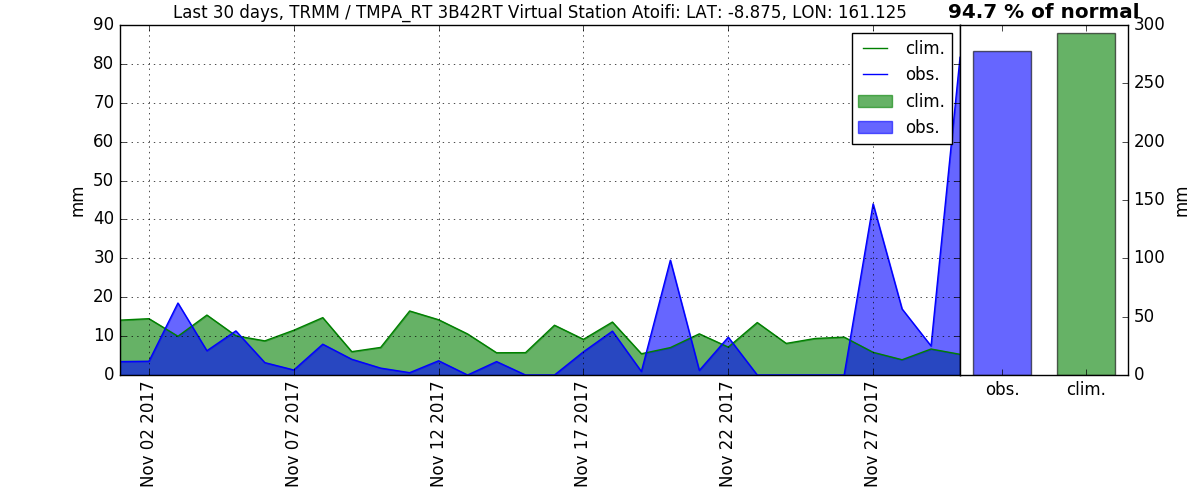 Last 30 days, TRMM / TMPA_RT 3B42RT Virtual Station Atoifi: LAT: -8.875, LON: 161.125
94.7 % of normal
90
80
70
60
50
40
30
20
10
0
mm
clim.
obs.
clim.
obs.
Nov 02 2017
Nov 07 2017
Nov 12 2017
Nov 17 2017
Nov 22 2017
Nov 27 2017
300
250
200
150
100
50
0
mm
obs.
clim.